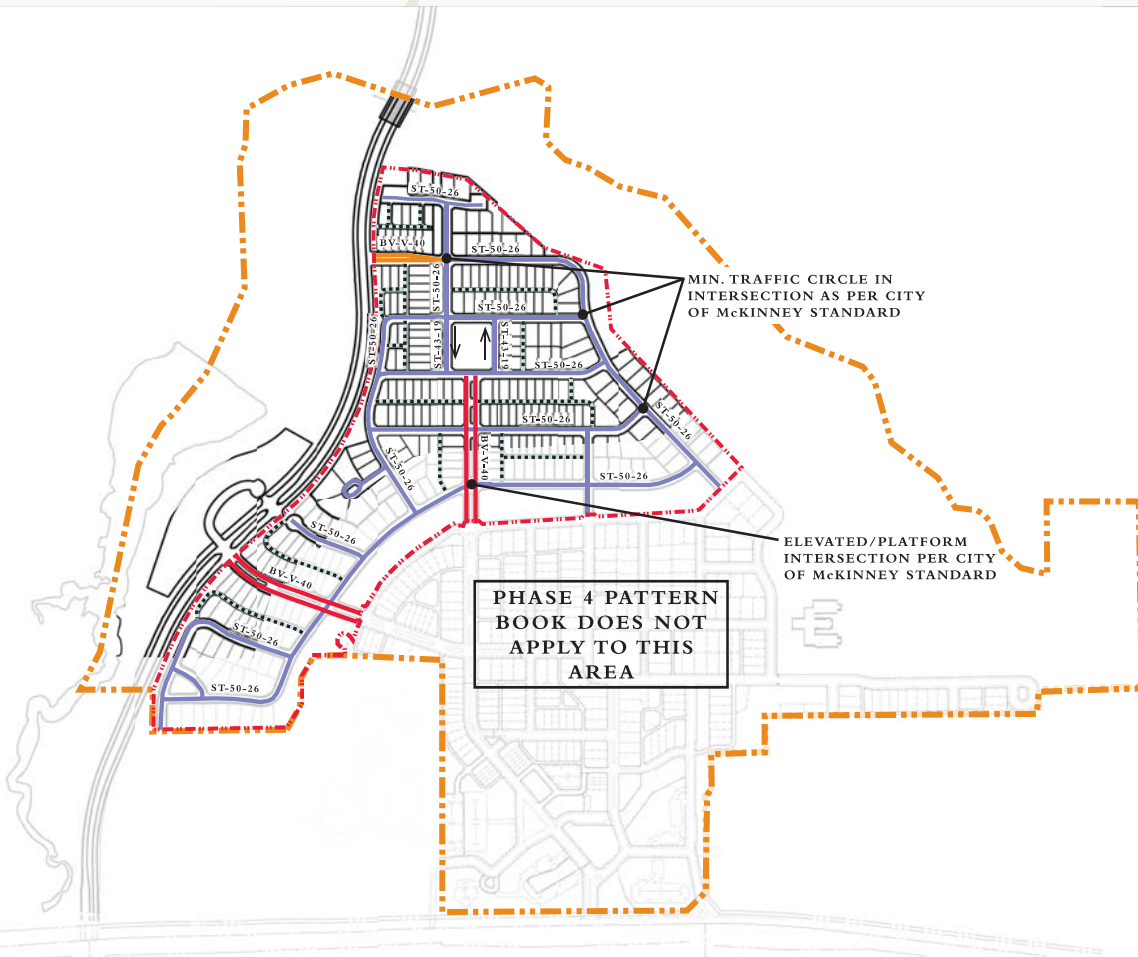 ST-50-26
BV-V-40
ST-50-26
ST-50-26
MIN. TRAFFIC CIRCLE IN
INTERSECTION AS PER CITY
OF McKINNEY STANDARD
ST-50-26
ST-50-26
ST-43-19
ST-43-19
ST-50-26
ST-50-26
ST-50-26
ST-50-26
BV-V-40
ST-50-26
ST-50-26
ELEVATED/PLATFORM
INTERSECTION PER CITY
OF McKINNEY STANDARD
ST-50-26
BV-V-40
PHASE 4 PATTERN
BOOK DOES NOT
APPLY TO THIS
AREA
ST-50-26
ST-50-26